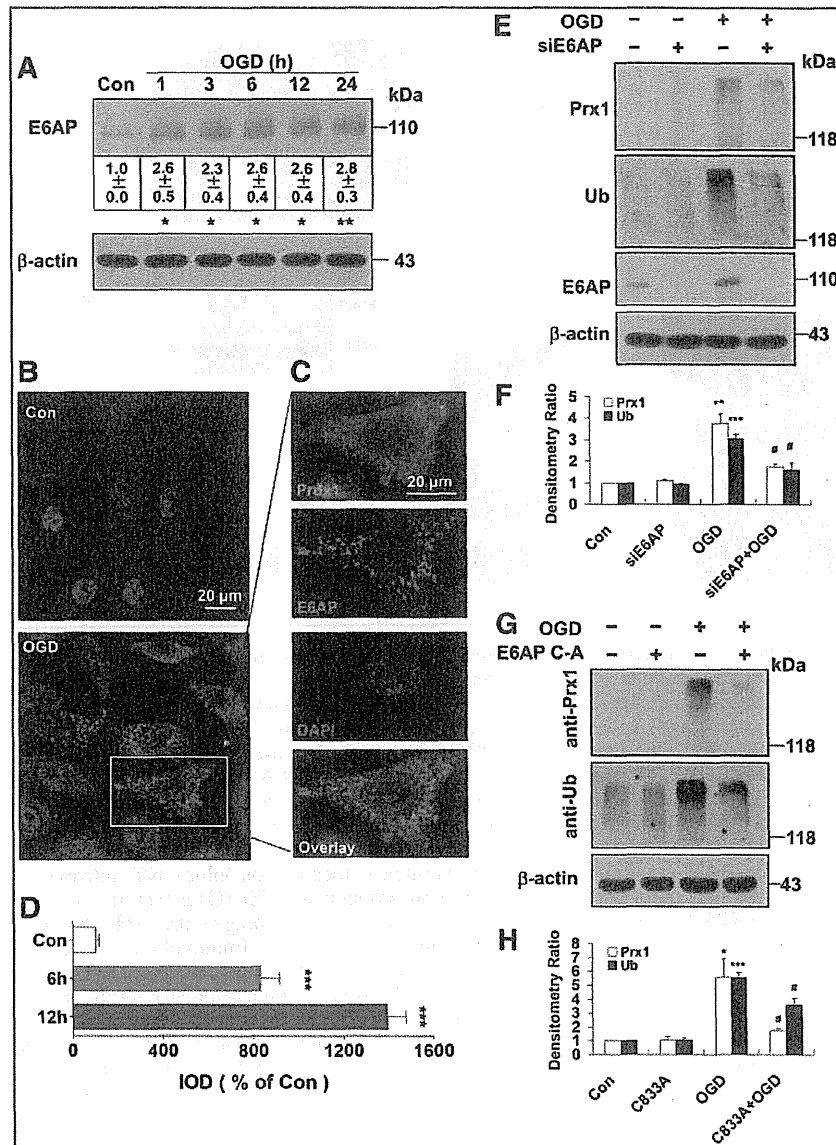 A
OGD (h)
Con 1 3 6 12 24
kDa
E6AP
110
1.0 ± 0.0
2.6 ± 0.5
2.3 ± 0.4
2.6 ± 0.4
2.6 ± 0.4
2.8 ± 0.3
* * * * **
β-actin
43
B
Con
20 µm
OGD
C
Prdx1
20 µm
E6AP
DAPI
Overlay
D
Con
6h
12h
***
***
0 400 800 1200 1600
IOD ( % of Con )
E
OGD - - + +
siE6AP - + - +
kDa
Prx1
118
Ub
118
E6AP
110
β-actin
43
F
Densitometry Ratio
5
4
3
2
1
0
Prx1
Ub
** *** # #
Con
siE6AP
OGD
siE6AP+OGD
G
OGD - - + +
E6AP C-A - + - +
kDa
anti-Prx1
118
anti-Ub
118
β-actin
43
H
Densitometry Ratio
8
7
6
5
4
3
2
1
0
Prx1
Ub
* *** # #
Con
C833A
OGD
C833A+OGD